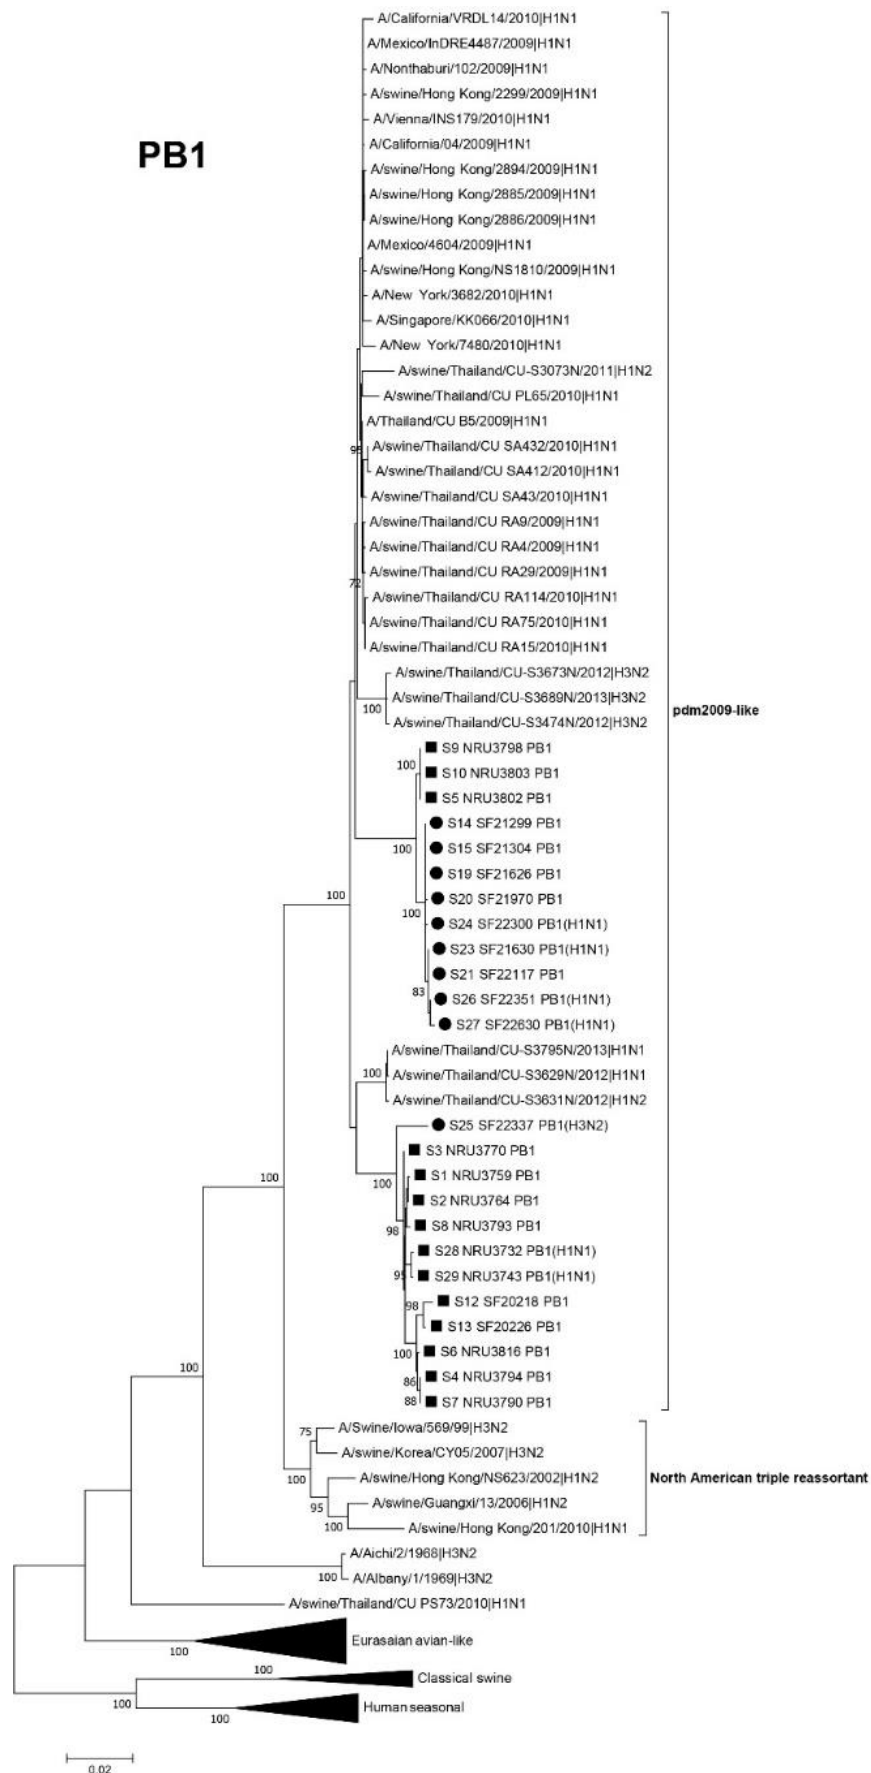 A/California/VRDL14/2010|H1N1
A/Mexico/InDRE4487/2009|H1N1
A/Nonthaburi/102/2009|H1N1
A/swine/Hong Kong/2299/2009|H1N1
A/Vienna/INS179/2010|H1N1
PB1
A/California/04/2009|H1N1
A/swine/Hong Kong/2894/2009|H1N1
A/swine/Hong Kong/2885/2009|H1N1
A/swine/Hong Kong/2886/2009|H1N1
A/Mexico/4604/2009|H1N1
A/swine/Hong Kong/NS1810/2009|H1N1
A/New York/3682/2010|H1N1
A/Singapore/KK066/2010|H1N1
A/New York/7480/2010|H1N1
A/swine/Thailand/CU-S3073N/2011|H1N2
A/swine/Thailand/CU PL65/2010|H1N1
A/Thailand/CU B5/2009|H1N1
95 A/swine/Thailand/CU SA432/2010|H1N1
A/swine/Thailand/CU SA412/2010|H1N1
A/swine/Thailand/CU SA43/2010|H1N1
A/swine/Thailand/CU RA9/2009|H1N1
A/swine/Thailand/CU RA4/2009|H1N1
A/swine/Thailand/CU RA29/2009|H1N1
72
A/swine/Thailand/CU RA114/2010|H1N1
A/swine/Thailand/CU RA75/2010|H1N1
A/swine/Thailand/CU RA15/2010|H1N1
A/swine/Thailand/CU-S3673N/2012|H3N2
A/swine/Thailand/CU-S3689N/2013|H3N2
100
pdm2009-like
A/swine/Thailand/CU-S3474N/2012|H3N2
S9 NRU3798 PB1
100
S10 NRU3803 PB1
S5 NRU3802 PB1
S14 SF21299 PB1
100
S15 SF21304 PB1
S19 SF21626 PB1
100
S20 SF21970 PB1
100
S24 SF22300 PB1(H1N1)
S23 SF21630 PB1(H1N1)
S21 SF22117 PB1
83
S26 SF22351 PB1(H1N1)
S27 SF22630 PB1(H1N1)
A/swine/Thailand/CU-S3795N/2013|H1N1
100 A/swine/Thailand/CU-S3629N/2012|H1N1
A/swine/Thailand/CU-S3631N/2012|H1N2
S25 SF22337 PB1(H3N2)
S3 NRU3770 PB1
100
S1 NRU3759 PB1
100
S2 NRU3764 PB1
S8 NRU3793 PB1
98
S28 NRU3732 PB1(H1N1)
95 S29 NRU3743 PB1(H1N1)
98 S12 SF20218 PB1
S13 SF20226 PB1
100 S6 NRU3816 PB1
100
86 S4 NRU3794 PB1
88 S7 NRU3790 PB1
75 A/Swine/Iowa/569/99|H3N2
A/swine/Korea/CY05/2007|H3N2
100 A/swine/Hong Kong/NS623/2002|H1N2
North American triple reassortant
95 A/swine/Guangxi/13/2006|H1N2
100 A/swine/Hong Kong/201/2010|H1N1
A/Aichi/2/1968|H3N2
100 A/Albany/1/1969|H3N2
A/swine/Thailand/CU PS73/2010|H1N1
100 Eurasaian avian-like
100 Classical swine
100
100 Human seasonal
0.02